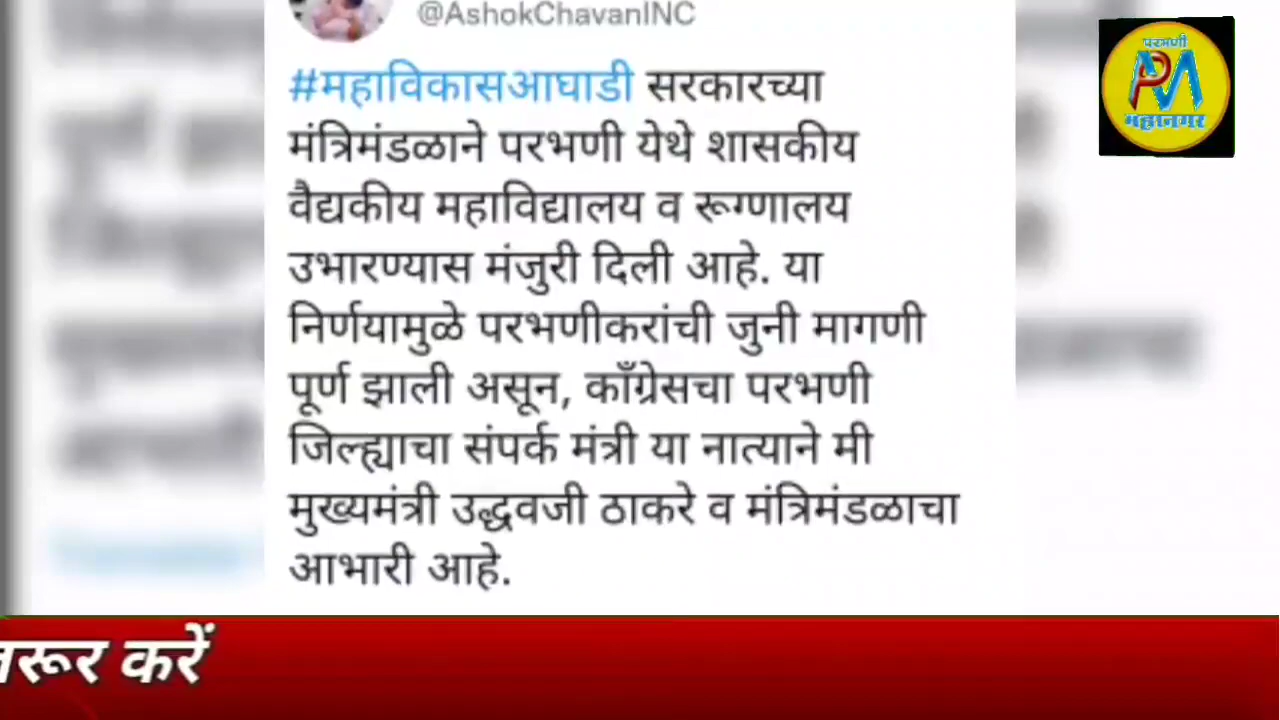 @AshokChavanINC
#महाविकासआघाडी सरकारच्या
मंत्रिमंडळाने परभणी येथे शासकीय
वैद्यकीय महाविद्यालय व रूग्णालय
उभारण्यास मंजुरी दिली आहे. या
निर्णयामुळे परभणीकरांची जुनी मागणी
पूर्ण झाली असून, काँग्रेसचा परभणी
जिल्ह्याचा संपर्क मंत्री या नात्याने मी
मुख्यमंत्री उद्धवजी ठाकरे व मंत्रिमंडळाचा
आभारी आहे.
परभणी
PM
महानगर
करें